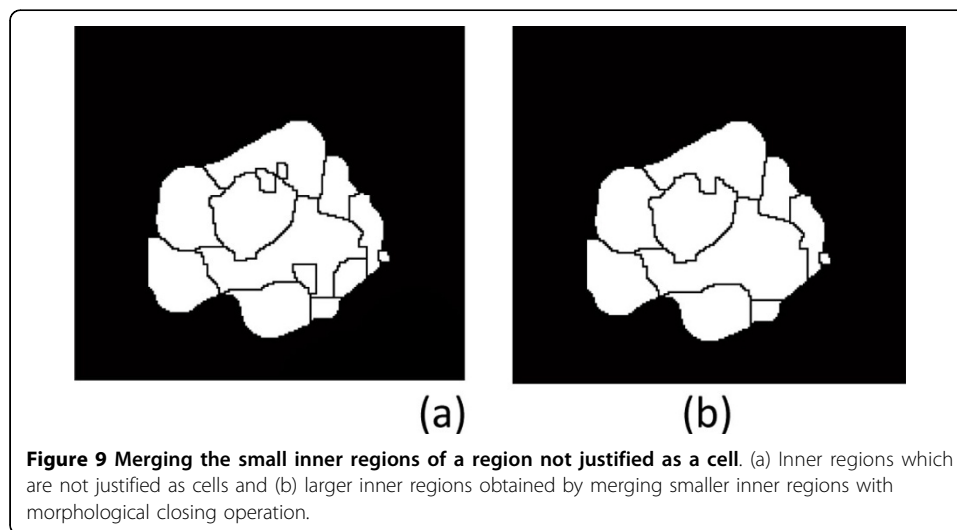 (a)
(b)
Figure 9 Merging the small inner regions of a region not justified as a cell. (a) Inner regions which
are not justified as cells and (b) larger inner regions obtained by merging smaller inner regions with
morphological closing operation.